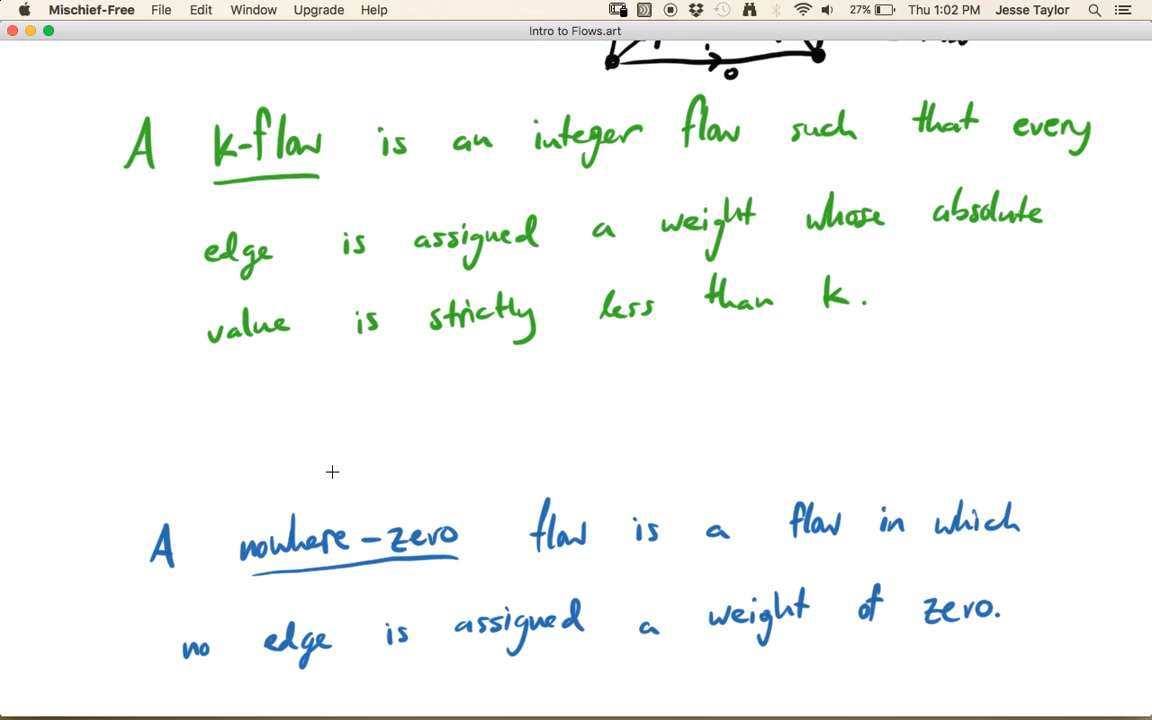 Mischief-Free File Edit Window Upgrade Help 27% Thu 1:02 PM Jesse Taylor
Intro to Flows.art
0
A k-flow is an integer flow such that every
edge is assigned a weight whose absolute
value is strictly less than k.
A nowhere-zero flow is a flow in which
no edge is assigned a weight of zero.